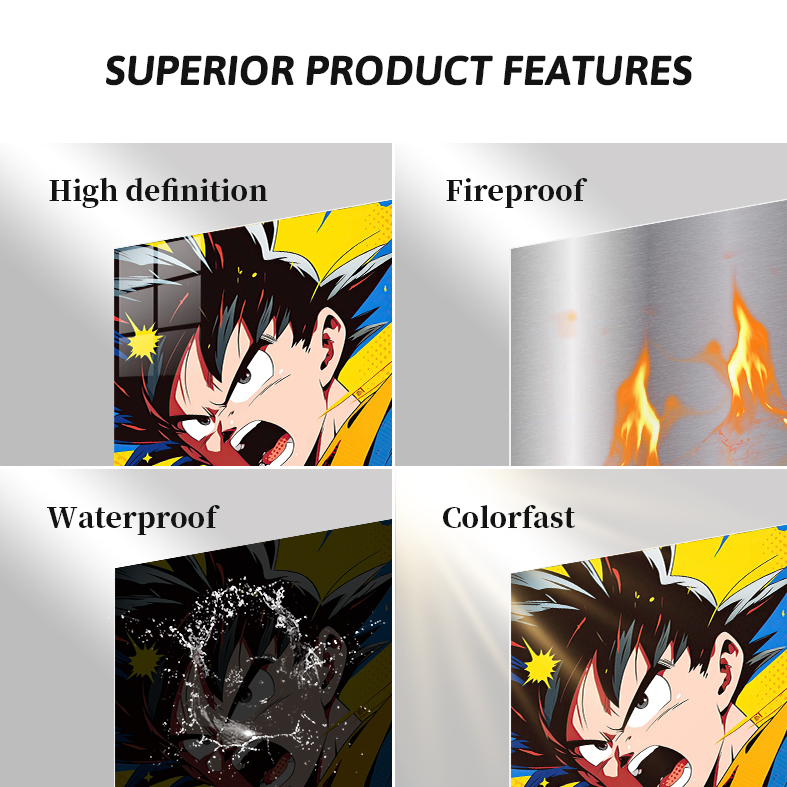 SUPERIOR PRODUCT FEATURES
High definition
Fireproof
Waterproof
Colorfast